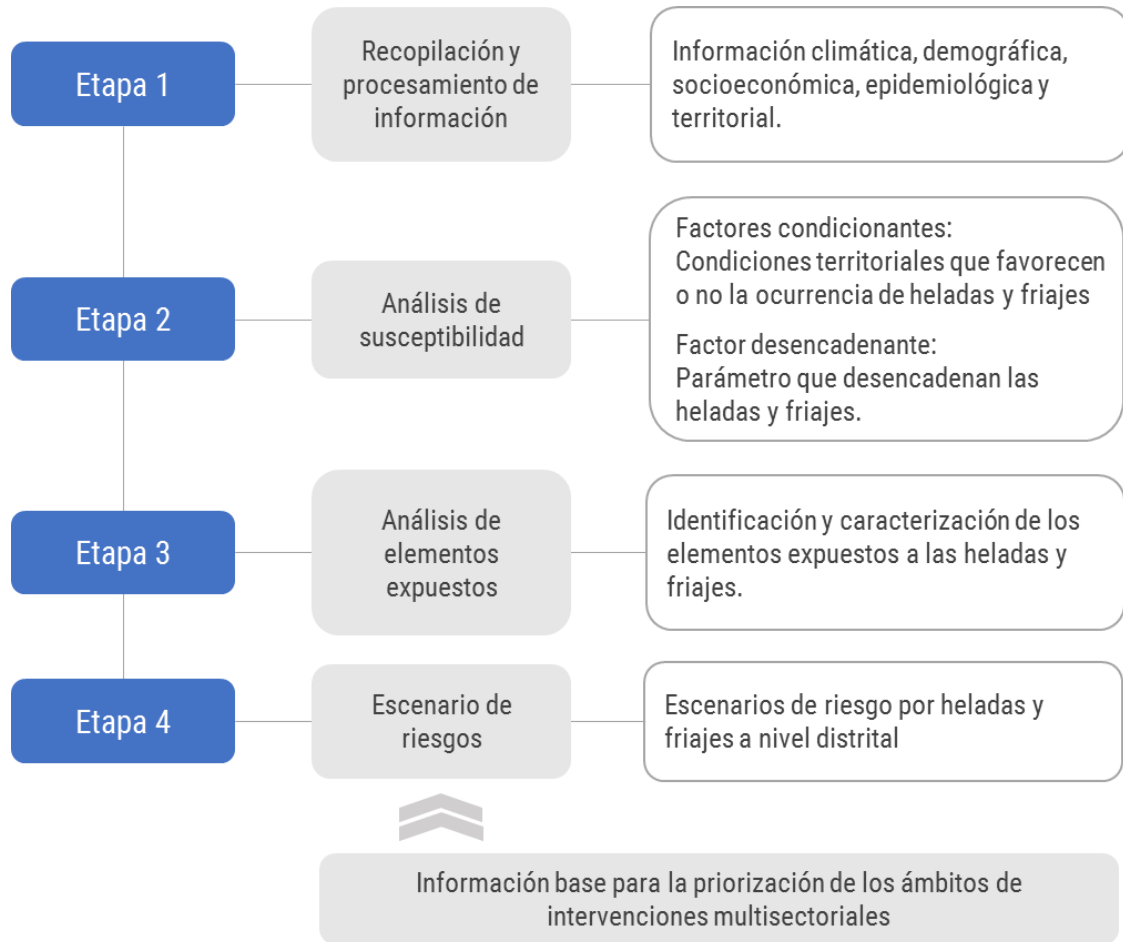 Etapa 1
Recopilación y
procesamiento de
información
Información climática, demográfica,
socioeconómica, epidemiológica y
territorial.
Etapa 2
Análisis de
susceptibilidad
Factores condicionantes:
Condiciones territoriales que favorecen
o no la ocurrencia de heladas y friajes
Factor desencadenante:
Parámetro que desencadenan las
heladas y friajes.
Etapa 3
Análisis de
elementos
expuestos
Identificación y caracterización de los
elementos expuestos a las heladas y
friajes.
Etapa 4
Escenario de
riesgos
Escenarios de riesgo por heladas y
friajes a nivel distrital
Información base para la priorización de los ámbitos de
intervenciones multisectoriales